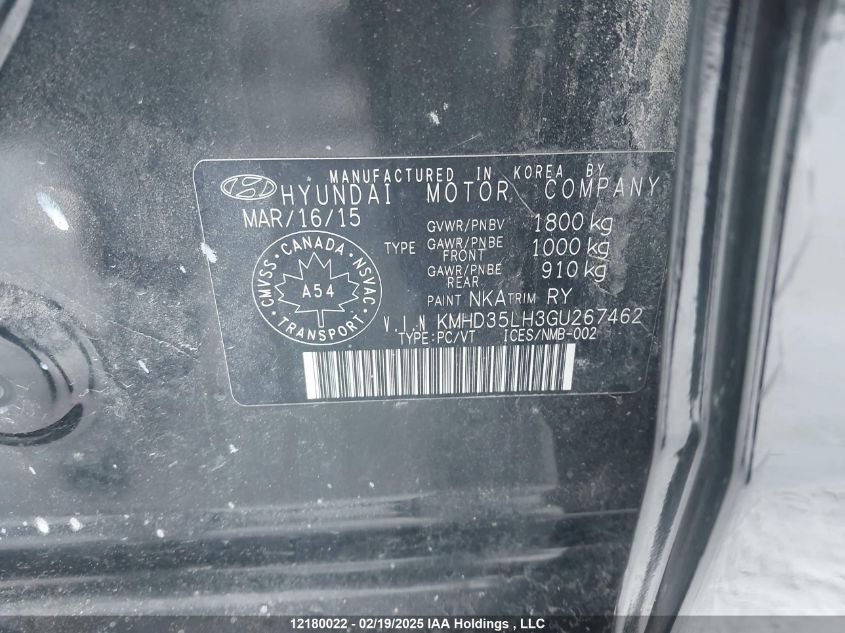 MANUFACTURED IN KOREA BY
HYUNDAI MOTOR COMPANY
MAR/16/15
GVWR/PNBV 1800 kg
TYPE GAWR/PNBE FRONT 1000 kg
GAWR/PNBE REAR 910 kg
PAINT NKA TRIM RY
CMVSS · CANADA · NSVAC
A54
TRANSPORT
V.I.N KMHD35LH3GU267462
TYPE:PC/VT ICES/NMB-002
12180022 - 02/19/2025 IAA Holdings , LLC